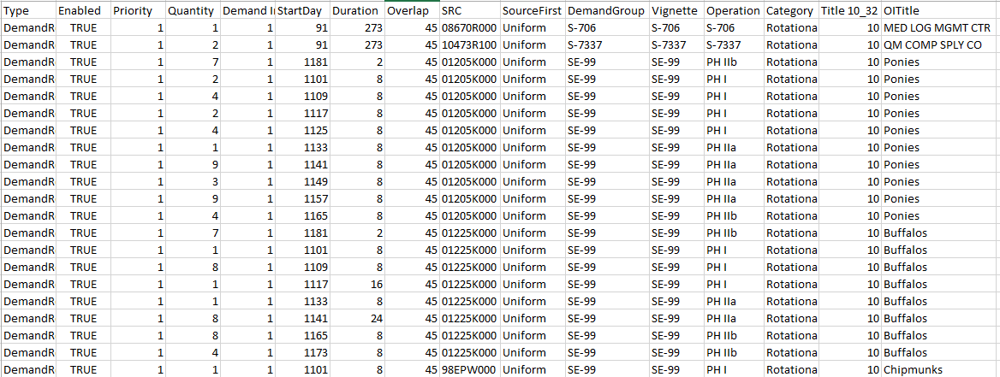 Type Enabled Priority Quantity Demand I StartDay Duration Overlap SRC SourceFirst DemandGroup Vignette Operation Category Title 10_32 OITitle
DemandR TRUE 1 1 1 91 273 45 08670R000 Uniform S-706 S-706 S-706 Rotationa 10 MED LOG MGMT CTR
DemandR TRUE 1 2 1 91 273 45 10473R100 Uniform S-7337 S-7337 S-7337 Rotationa 10 QM COMP SPLY CO
DemandR TRUE 1 7 1 1181 2 45 01205K000 Uniform SE-99 SE-99 PH IIb Rotationa 10 Ponies
DemandR TRUE 1 2 1 1101 8 45 01205K000 Uniform SE-99 SE-99 PH I Rotationa 10 Ponies
DemandR TRUE 1 4 1 1109 8 45 01205K000 Uniform SE-99 SE-99 PH I Rotationa 10 Ponies
DemandR TRUE 1 2 1 1117 8 45 01205K000 Uniform SE-99 SE-99 PH I Rotationa 10 Ponies
DemandR TRUE 1 4 1 1125 8 45 01205K000 Uniform SE-99 SE-99 PH I Rotationa 10 Ponies
DemandR TRUE 1 1 1 1133 8 45 01205K000 Uniform SE-99 SE-99 PH IIa Rotationa 10 Ponies
DemandR TRUE 1 9 1 1141 8 45 01205K000 Uniform SE-99 SE-99 PH IIa Rotationa 10 Ponies
DemandR TRUE 1 3 1 1149 8 45 01205K000 Uniform SE-99 SE-99 PH IIa Rotationa 10 Ponies
DemandR TRUE 1 9 1 1157 8 45 01205K000 Uniform SE-99 SE-99 PH IIa Rotationa 10 Ponies
DemandR TRUE 1 4 1 1165 8 45 01205K000 Uniform SE-99 SE-99 PH IIb Rotationa 10 Ponies
DemandR TRUE 1 7 1 1181 2 45 01225K000 Uniform SE-99 SE-99 PH IIb Rotationa 10 Buffalos
DemandR TRUE 1 1 1 1101 8 45 01225K000 Uniform SE-99 SE-99 PH I Rotationa 10 Buffalos
DemandR TRUE 1 8 1 1109 8 45 01225K000 Uniform SE-99 SE-99 PH I Rotationa 10 Buffalos
DemandR TRUE 1 1 1 1117 16 45 01225K000 Uniform SE-99 SE-99 PH I Rotationa 10 Buffalos
DemandR TRUE 1 1 1 1133 8 45 01225K000 Uniform SE-99 SE-99 PH IIa Rotationa 10 Buffalos
DemandR TRUE 1 8 1 1141 24 45 01225K000 Uniform SE-99 SE-99 PH IIa Rotationa 10 Buffalos
DemandR TRUE 1 8 1 1165 8 45 01225K000 Uniform SE-99 SE-99 PH IIb Rotationa 10 Buffalos
DemandR TRUE 1 4 1 1173 8 45 01225K000 Uniform SE-99 SE-99 PH IIb Rotationa 10 Buffalos
DemandR TRUE 1 1 1 1101 8 45 98EPW000 Uniform SE-99 SE-99 PH I Rotationa 10 Chipmunks